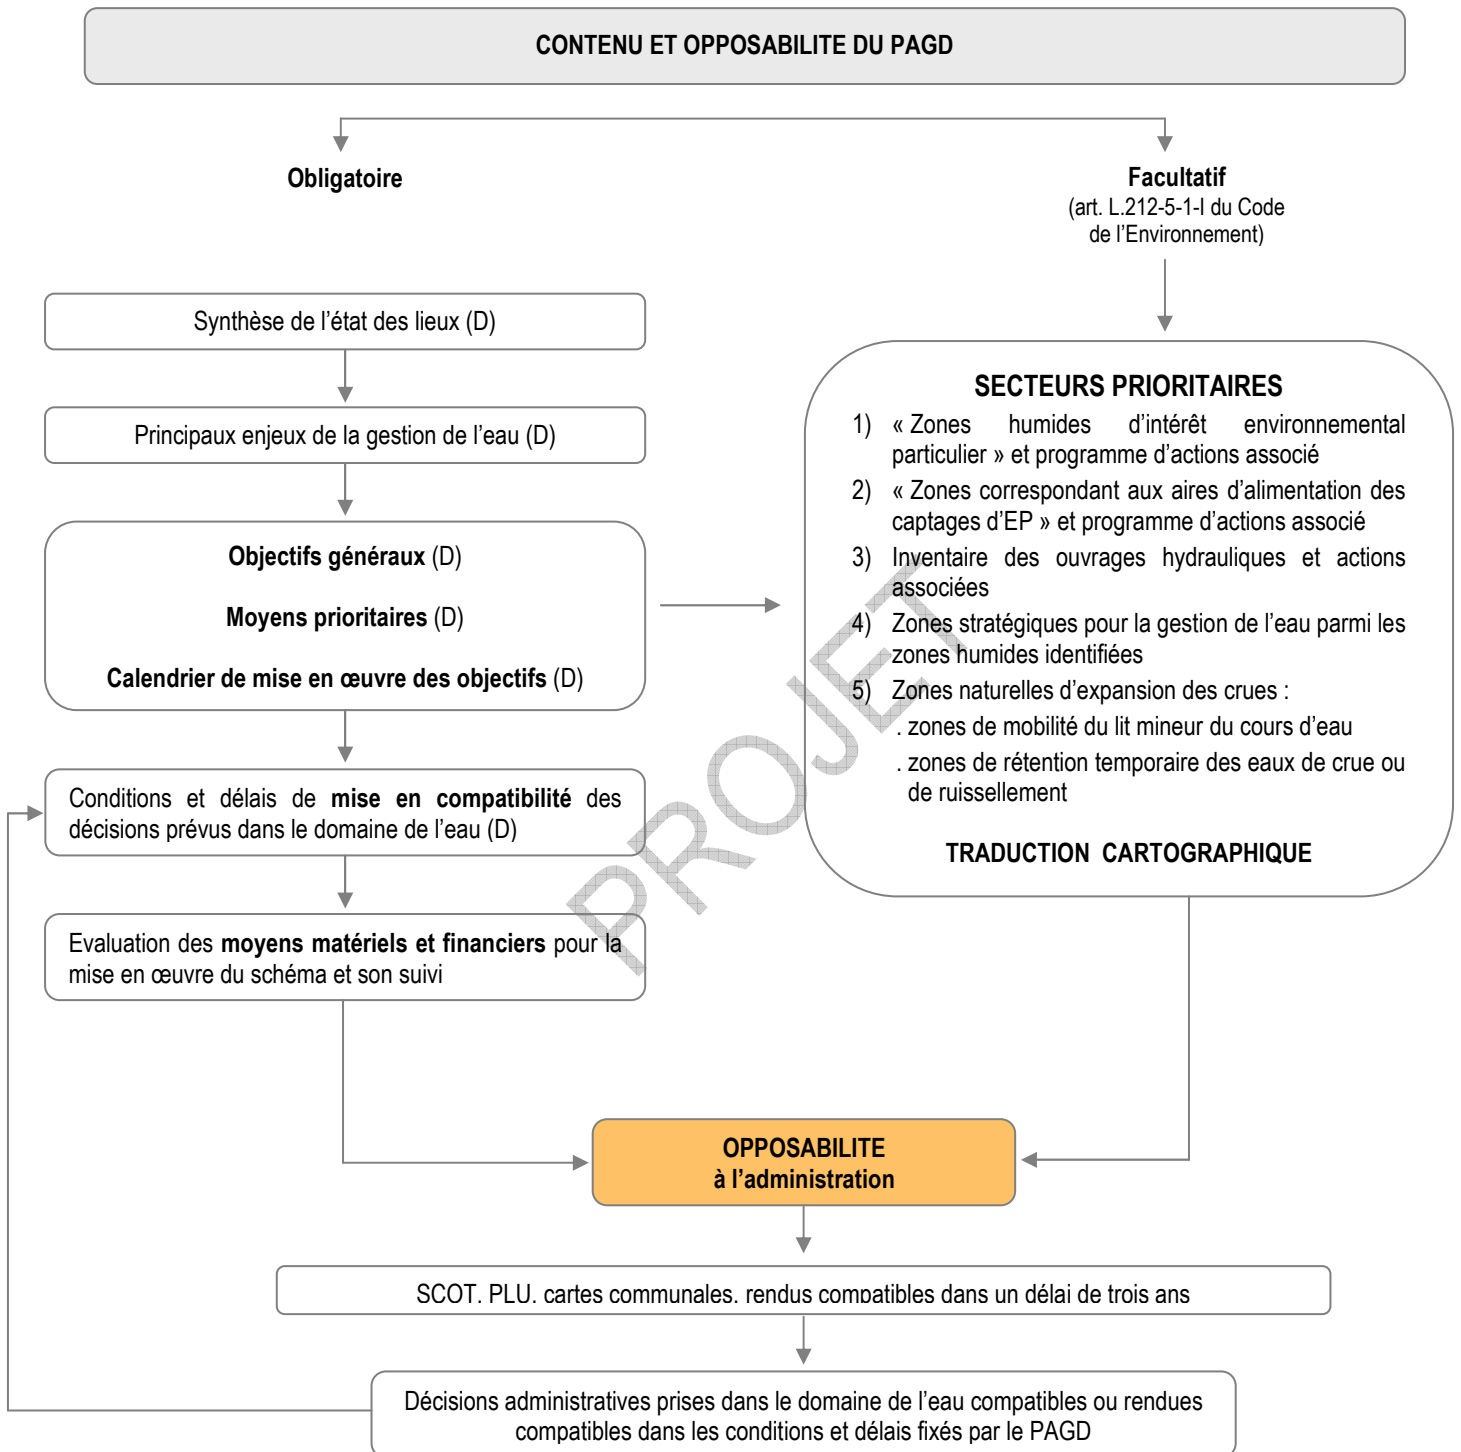 CONTENU ET OPPOSABILITE DU PAGD
Obligatoire
Facultatif
(art. L.212-5-1-I du Code
de l’Environnement)
Synthèse de l’état des lieux (D)
Principaux enjeux de la gestion de l’eau (D)
Objectifs généraux (D)
Moyens prioritaires (D)
Calendrier de mise en œuvre des objectifs (D)
Conditions et délais de mise en compatibilité des
décisions prévus dans le domaine de l’eau (D)
Evaluation des moyens matériels et financiers pour la
mise en œuvre du schéma et son suivi
SECTEURS PRIORITAIRES
1) « Zones humides d’intérêt environnemental
particulier » et programme d’actions associé
2) « Zones correspondant aux aires d’alimentation des
captages d’EP » et programme d’actions associé
3) Inventaire des ouvrages hydrauliques et actions
associées
4) Zones stratégiques pour la gestion de l’eau parmi les
zones humides identifiées
5) Zones naturelles d’expansion des crues :
. zones de mobilité du lit mineur du cours d’eau
. zones de rétention temporaire des eaux de crue ou
de ruissellement
TRADUCTION CARTOGRAPHIQUE
PROJET
OPPOSABILITE
à l’administration
SCOT, PLU, cartes communales, rendus compatibles dans un délai de trois ans
Décisions administratives prises dans le domaine de l’eau compatibles ou rendues
compatibles dans les conditions et délais fixés par le PAGD